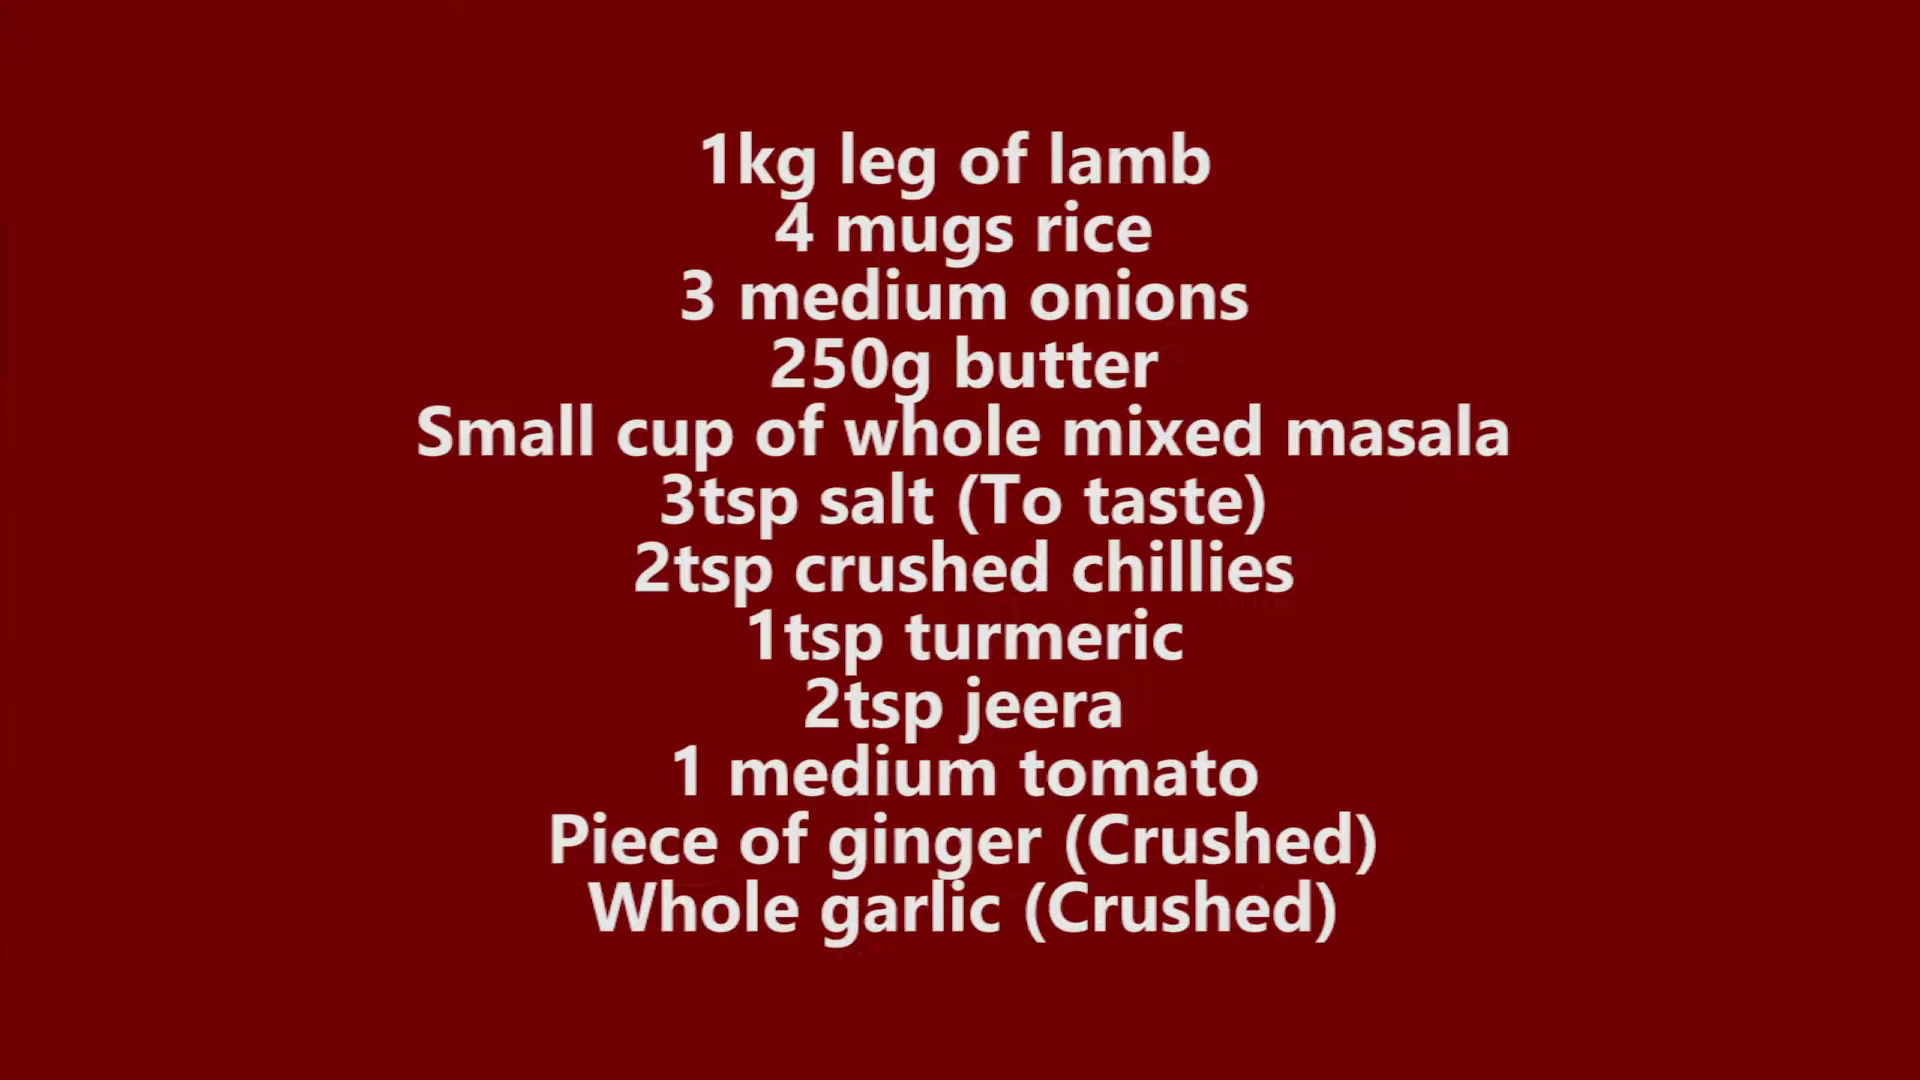 1kg leg of lamb
4 mugs rice
3 medium onions
250g butter
Small cup of whole mixed masala
3tsp salt (To taste)
2tsp crushed chillies
1tsp turmeric
2tsp jeera
1 medium tomato
Piece of ginger (Crushed)
Whole garlic (Crushed)